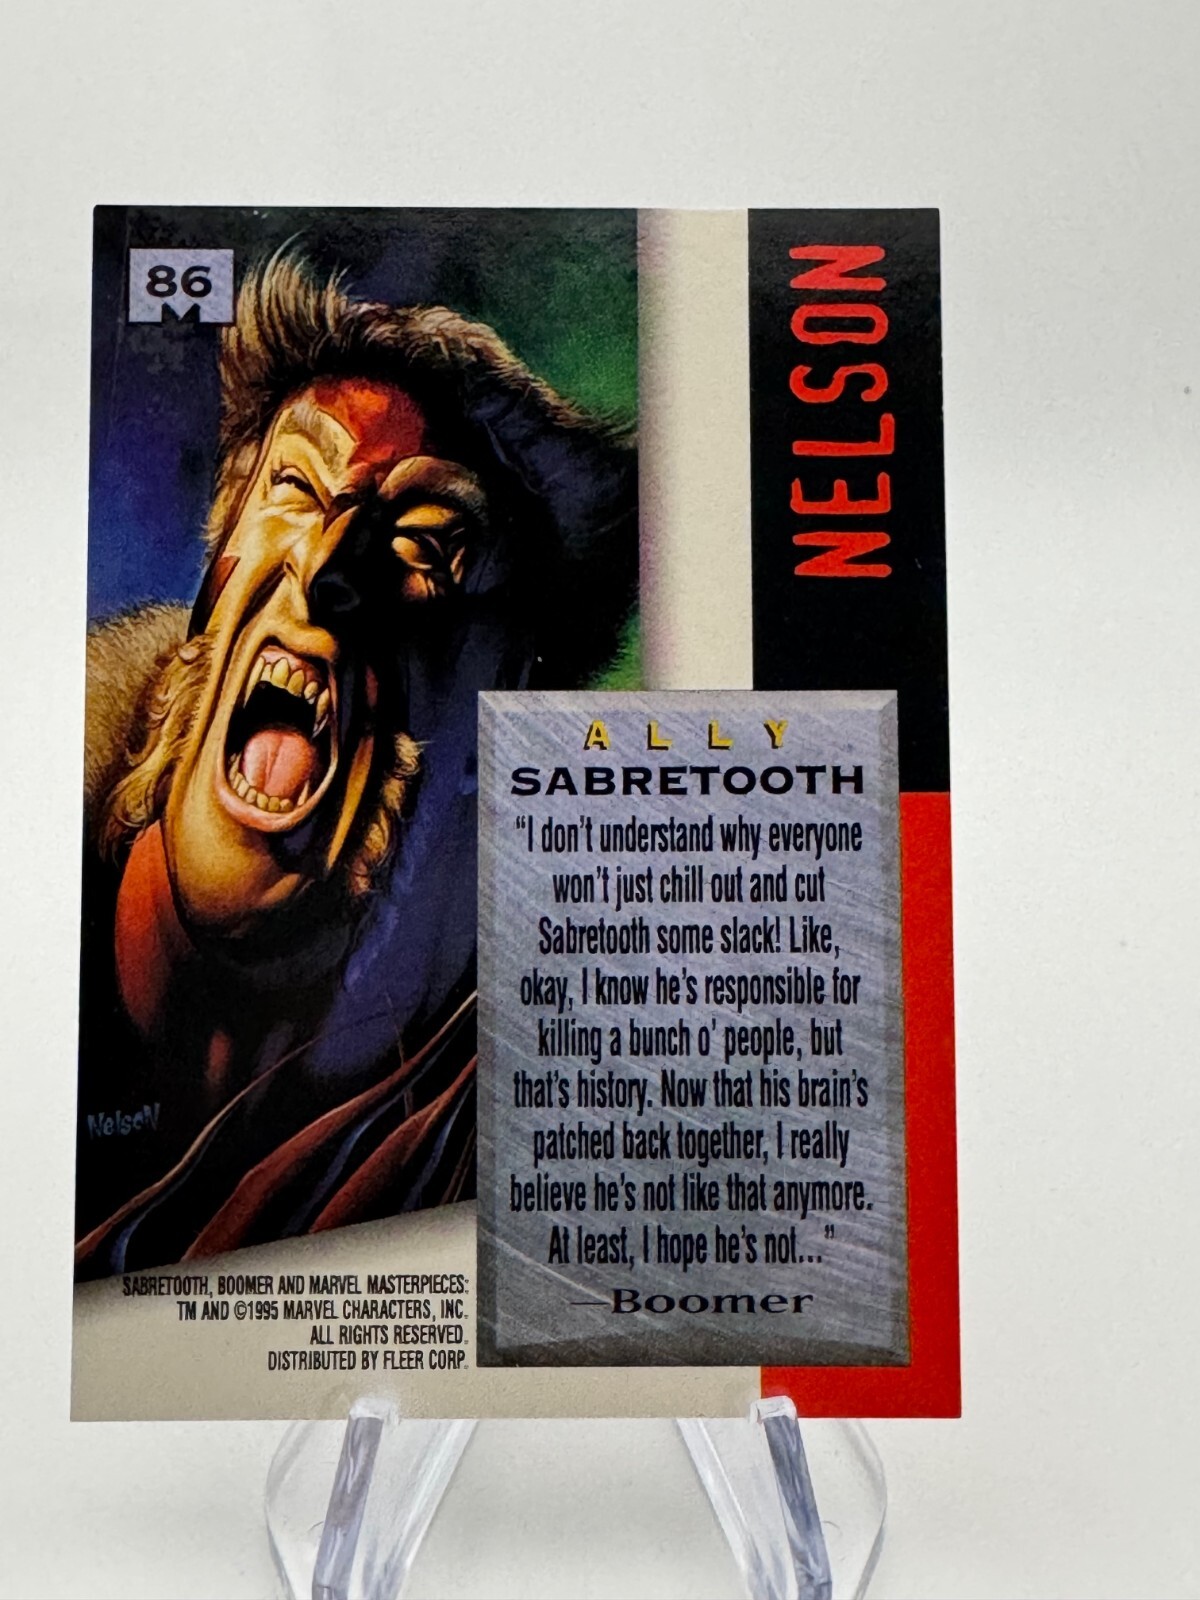 86
NELSON
ALLY
SABRETOOTH
"I don't understand why everyone
won't just chill out and cut
Sabretooth some slack! Like,
okay, I know he's responsible for
killing a bunch o' people, but
that's history. Now that his brain's
patched back together, I really
believe he's not like that anymore.
At least, I hope he's not..."
—Boomer
Nelson
SABRETOOTH, BOOMER AND MARVEL MASTERPIECES:
TM AND ©1995 MARVEL CHARACTERS, INC.
ALL RIGHTS RESERVED.
DISTRIBUTED BY FLEER CORP.